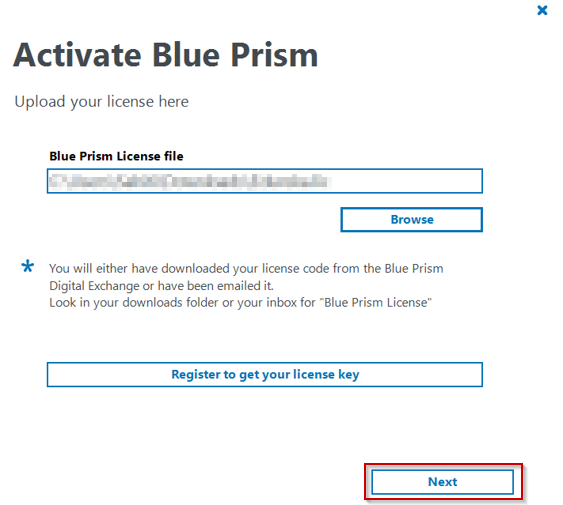 Activate Blue Prism
Upload your license here
Blue Prism License file
Browse
* You will either have downloaded your license code from the Blue Prism
Digital Exchange or have been emailed it.
Look in your downloads folder or your inbox for "Blue Prism License"
Register to get your license key
Next